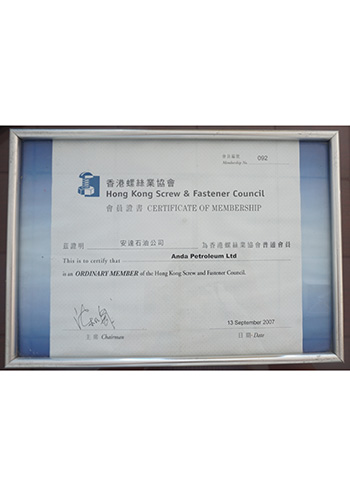 會員編號
Membership No. 092
香港螺絲業協會
Hong Kong Screw & Fastener Council
會員證書 CERTIFICATE OF MEMBERSHIP
茲證明 安達石油公司 為香港螺絲業協會普通會員
This is to certify that Anda Petroleum Ltd
is an ORDINARY MEMBER of the Hong Kong Screw and Fastener Council.
13 September 2007
主席 Chairman 日期 Date